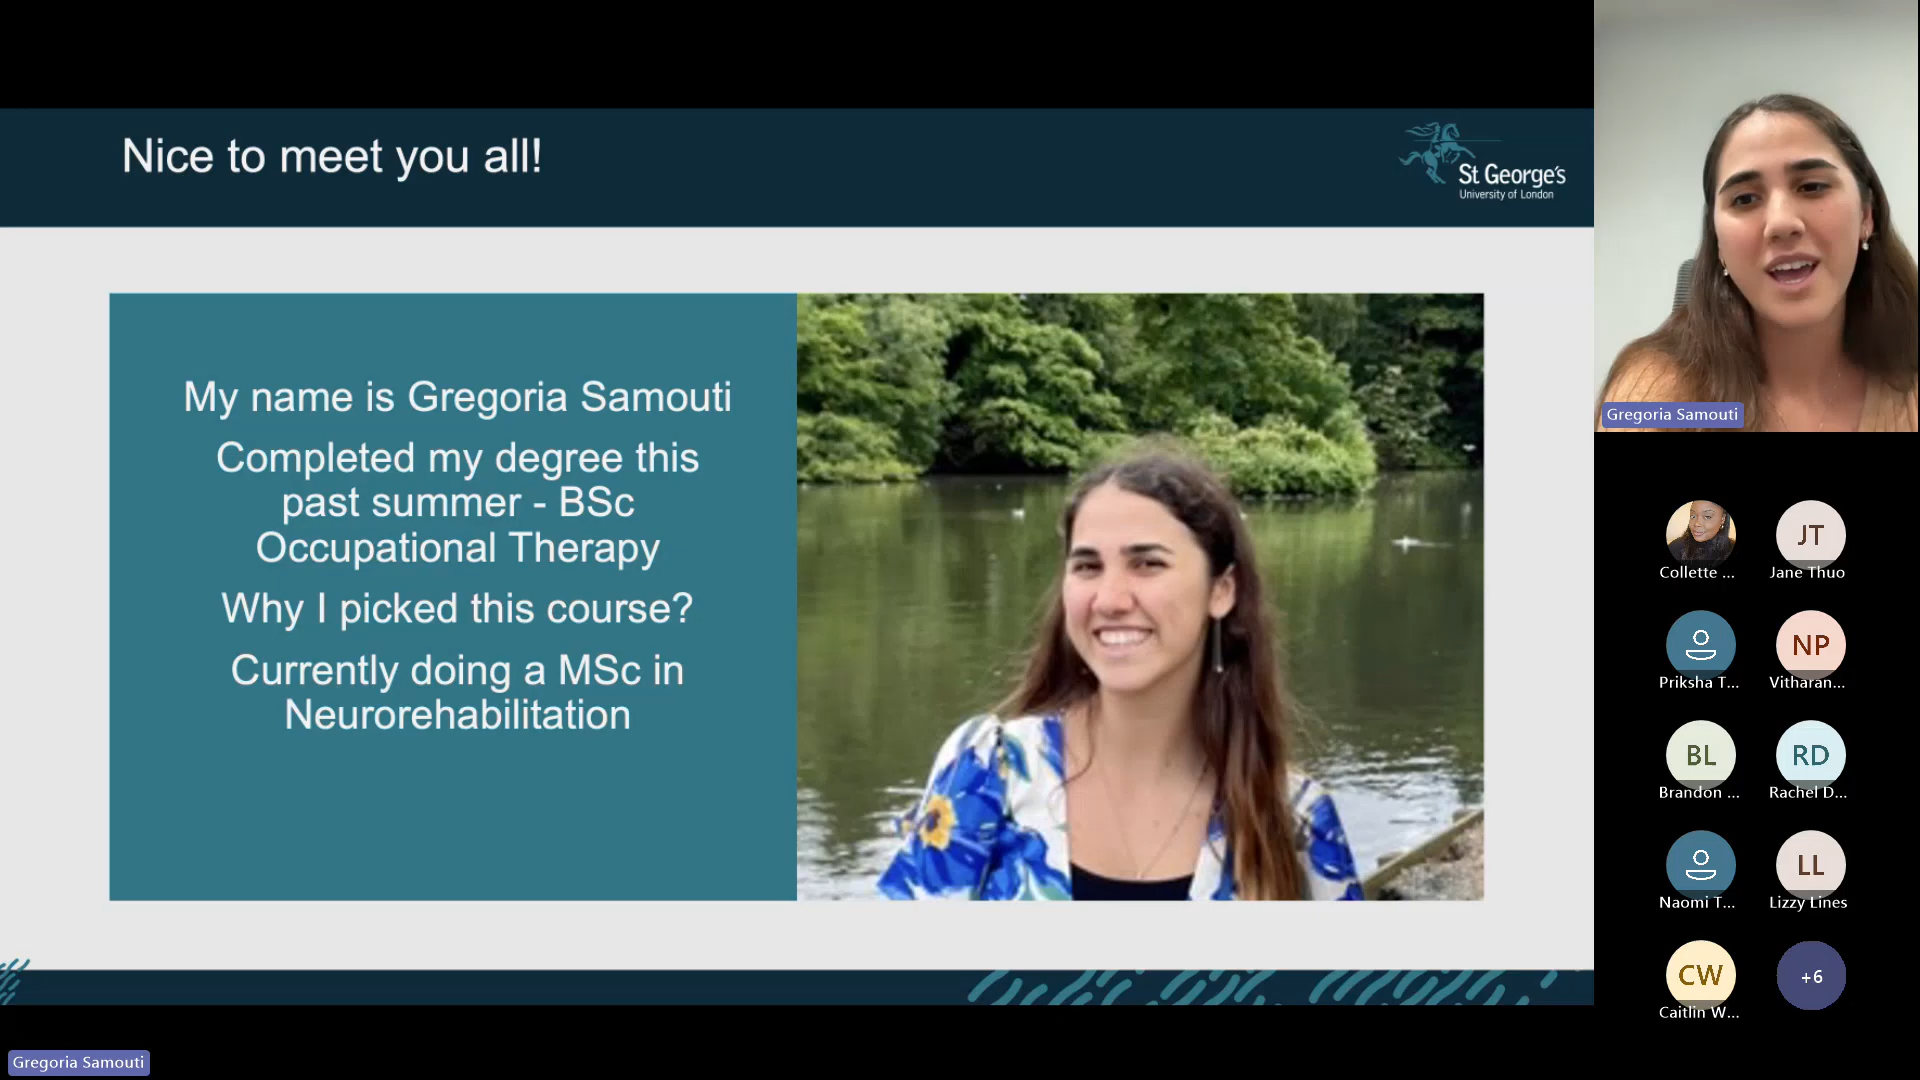 Nice to meet you all!
St George's
University of London
My name is Gregoria Samouti
Completed my degree this
past summer - BSc
Occupational Therapy
Why I picked this course?
Currently doing a MSc in
Neurorehabilitation
Gregoria Samouti
Collette ...
JT
Jane Thuo
Priksha T...
NP
Vitharan...
BL
Brandon ...
RD
Rachel D...
Naomi T...
LL
Lizzy Lines
CW
Caitlin W...
+6
Gregoria Samouti